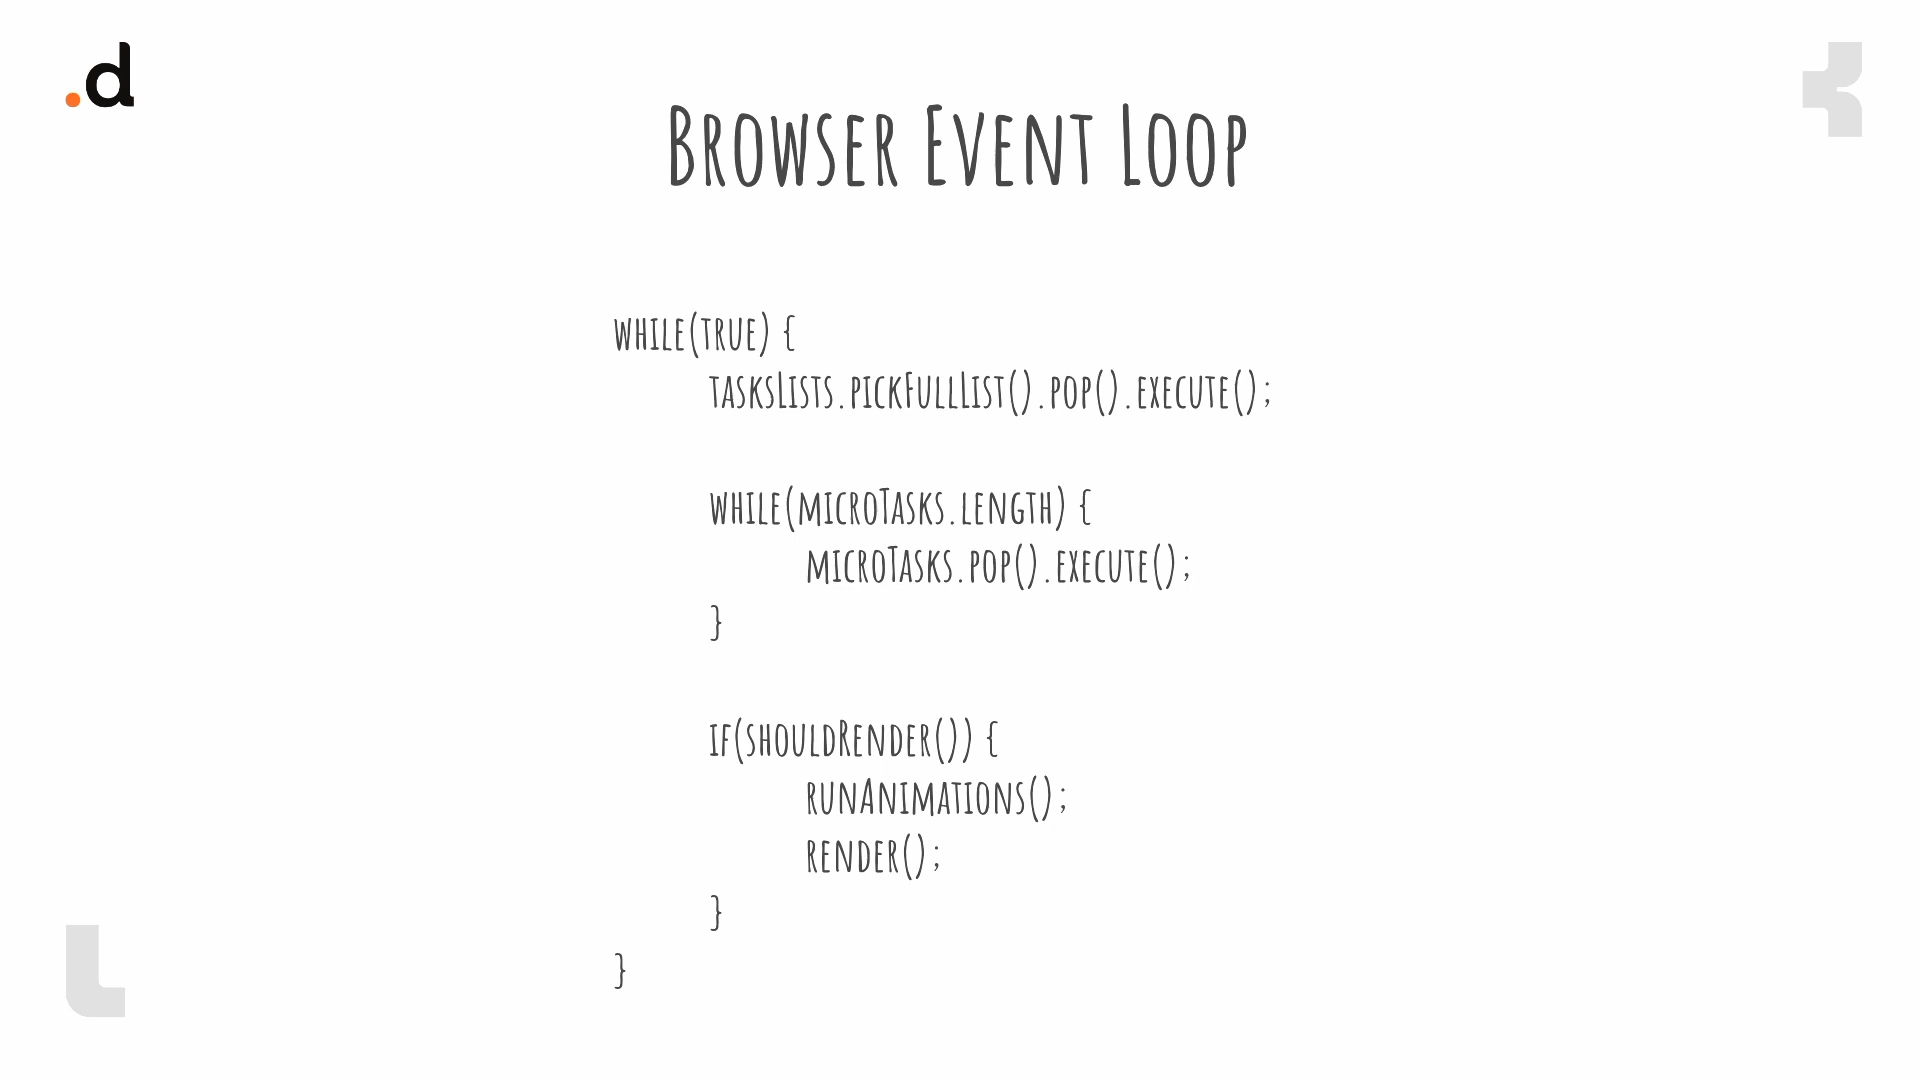 .d
Browser Event Loop
while(true) {
tasksLists.pickFullList().pop().execute();
while(microTasks.length) {
microTasks.pop().execute();
}
if(shouldRender()) {
runAnimations();
render();
}
}